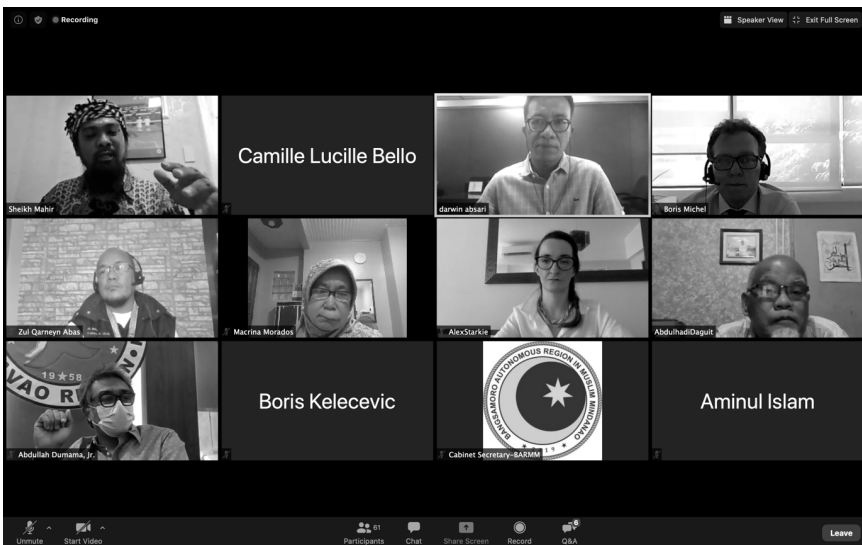 Recording
Speaker View
Exit Full Screen
Sheikh Mahir
Camille Lucille Bello
darwin absari
Boris Michel
Zul Qarneyn Abas
Macrina Morados
AlexStarkie
AbdulhadiDaguit
19 58
Abdullah Dumama, Jr.
Boris Kelecevic
BANGSAMORO AUTONOMOUS REGION IN MUSLIM MINDANAO
Cabinet Secretary-BARMM
Aminul Islam
Unmute
Start Video
61
Participants
Chat
Share Screen
Record
6
Q&A
Leave